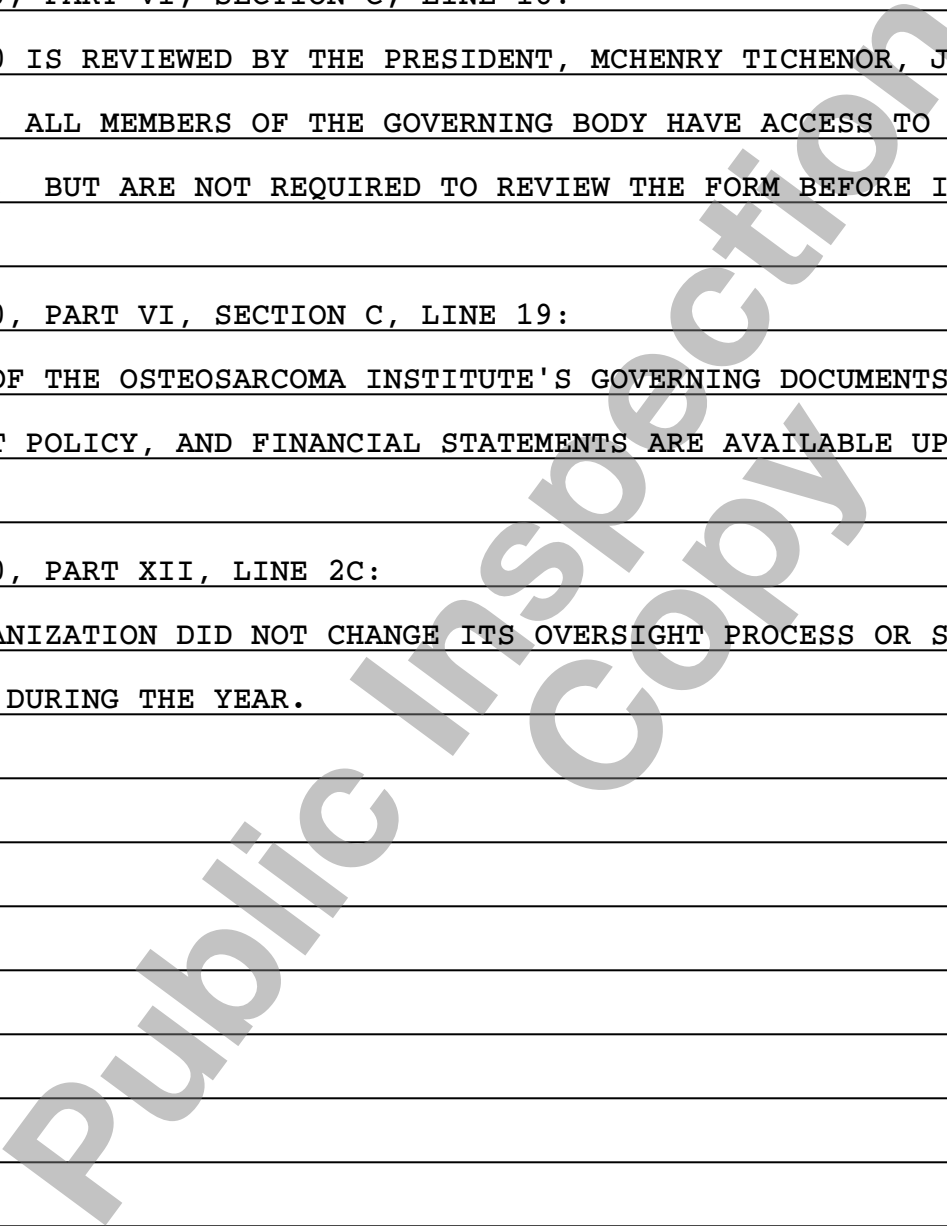 , PART VI, SECTION C, LINE
IS REVIEWED BY THE PRESIDENT, MCHENRY TICHENOR, J
ALL MEMBERS OF THE GOVERNING BODY HAVE ACCESS TO
BUT ARE NOT REQUIRED TO REVIEW THE FORM BEFORE I
, PART VI, SECTION C, LINE 19:
OF THE OSTEOSARCOMA INSTITUTE'S GOVERNING DOCUMENTS
T POLICY, AND FINANCIAL STATEMENTS ARE AVAILABLE UP
, PART XII, LINE 2C:
ANIZATION DID NOT CHANGE ITS OVERSIGHT PROCESS OR S
DURING THE YEAR.
Public Inspection
Copy